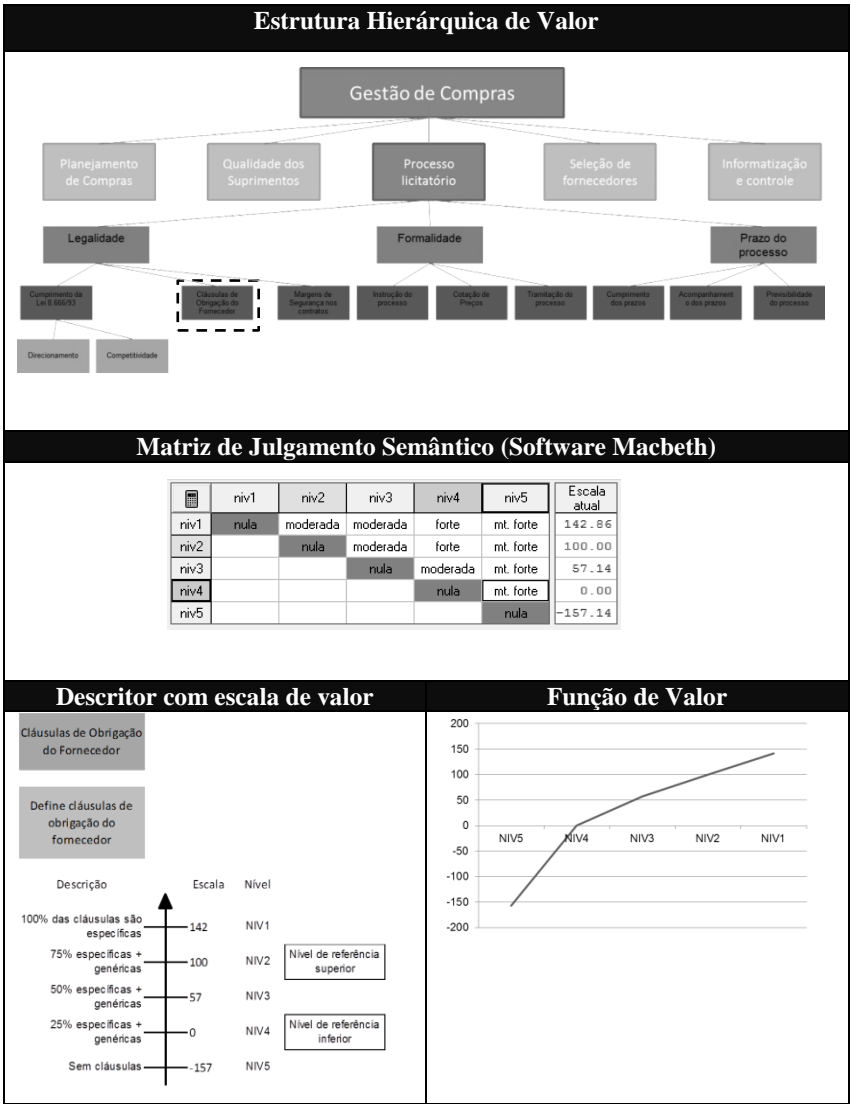 Estrutura Hierárquica de Valor
Gestão de Compras
Planejamento
de Compras
Qualidade dos
Suprimentos
Processo
licitatório
Seleção de
fornecedores
Informatização
e controle
Legalidade
Formalidade
Prazo do
processo
Cumprimento da
Lei 8.666/93
Cláusulas de
Obrigação do
Fornecedor
Margens de
Segurança nos
contratos
Instrução do
processo
Cotação de
Preços
Tramitação do
processo
Cumprimento
dos prazos
Acompanhament
o dos prazos
Previsibilidade
do processo
Direcionamento
Competitividade
Matriz de Julgamento Semântico (Software Macbeth)
niv1 niv2 niv3 niv4 niv5 Escala
atual
niv1 nula moderada moderada forte mt. forte 142.86
niv2 nula moderada forte mt. forte 100.00
niv3 nula moderada mt. forte 57.14
niv4 nula mt. forte 0.00
niv5 nula -157.14
Descritor com escala de valor
Cláusulas de Obrigação
do Fornecedor
Define cláusulas de
obrigação do
fornecedor
Descrição Escala Nível
100% das cláusulas são
específicas 142 NIV1
75% específicas +
genéricas 100 NIV2 Nível de referência
superior
50% específicas +
genéricas 57 NIV3
25% específicas +
genéricas 0 NIV4 Nível de referência
inferior
Sem cláusulas -157 NIV5
Função de Valor
200
150
100
50
0
-50
-100
-150
-200
NIV5 NIV4 NIV3 NIV2 NIV1